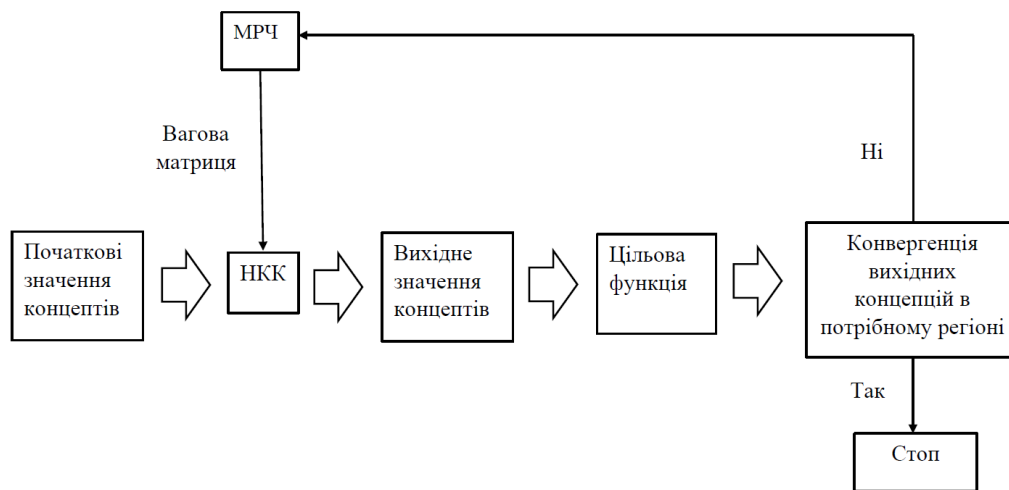 МРЧ
Вагова
матриця
Ні
Початкові
значення
концептів
НКК
Вихідне
значення
концептів
Цільова
функція
Конвергенція
вихідних
концепцій в
потрібному регіоні
Так
Стоп